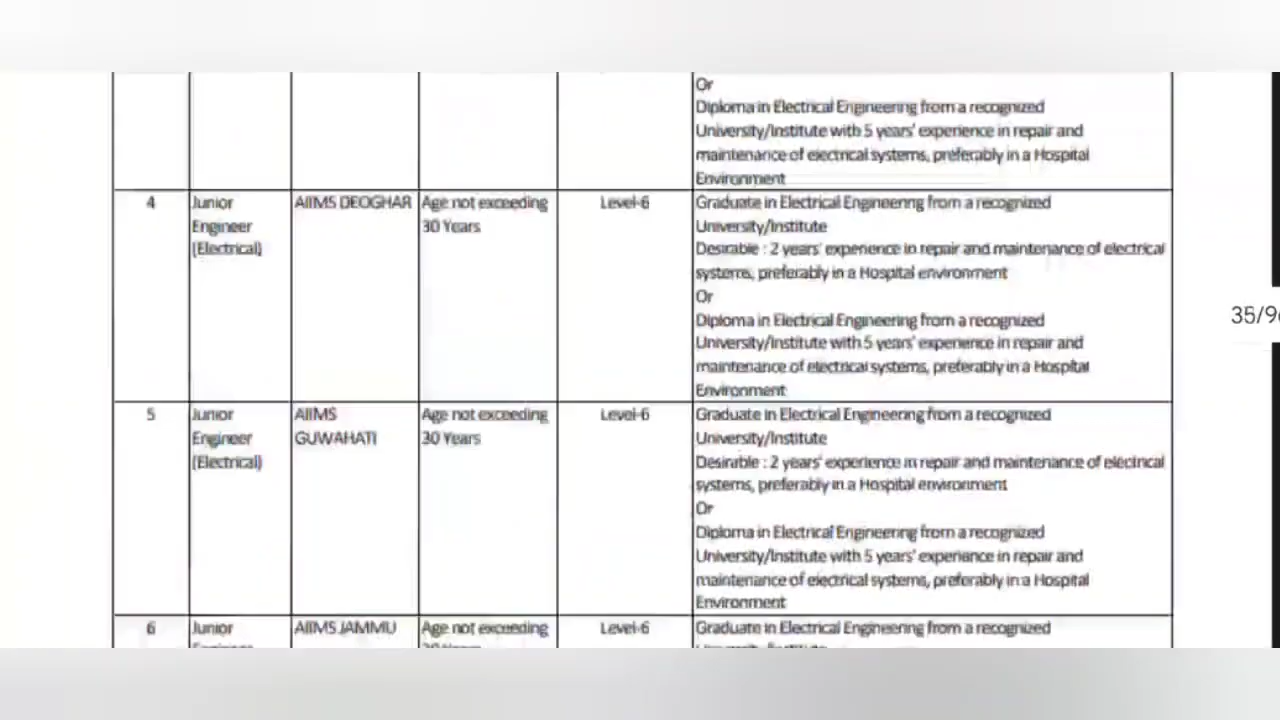 Or
Diploma in Electrical Engineering from a recognized
University/Institute with 5 years' experience in repair and
maintenance of electrical systems, preferably in a Hospital
Environment
4
Junior
Engineer
(Electrical)
AIIMS DEOGHAR
Age not exceeding
30 Years
Level-6
Graduate in Electrical Engineering from a recognized
University/Institute
Desirable : 2 years' experience in repair and maintenance of electrical
systems, preferably in a Hospital environment
Or
Diploma in Electrical Engineering from a recognized
University/Institute with 5 years' experience in repair and
maintenance of electrical systems, preferably in a Hospital
Environment
35/96
5
Junior
Engineer
(Electrical)
AIIMS
GUWAHATI
Age not exceeding
30 Years
Level-6
Graduate in Electrical Engineering from a recognized
University/Institute
Desirable : 2 years' experience in repair and maintenance of electrical
systems, preferably in a Hospital environment
Or
Diploma in Electrical Engineering from a recognized
University/Institute with 5 years' experience in repair and
maintenance of electrical systems, preferably in a Hospital
Environment
6
Junior
AIIMS JAMMU
Age not exceeding
Level-6
Graduate in Electrical Engineering from a recognized